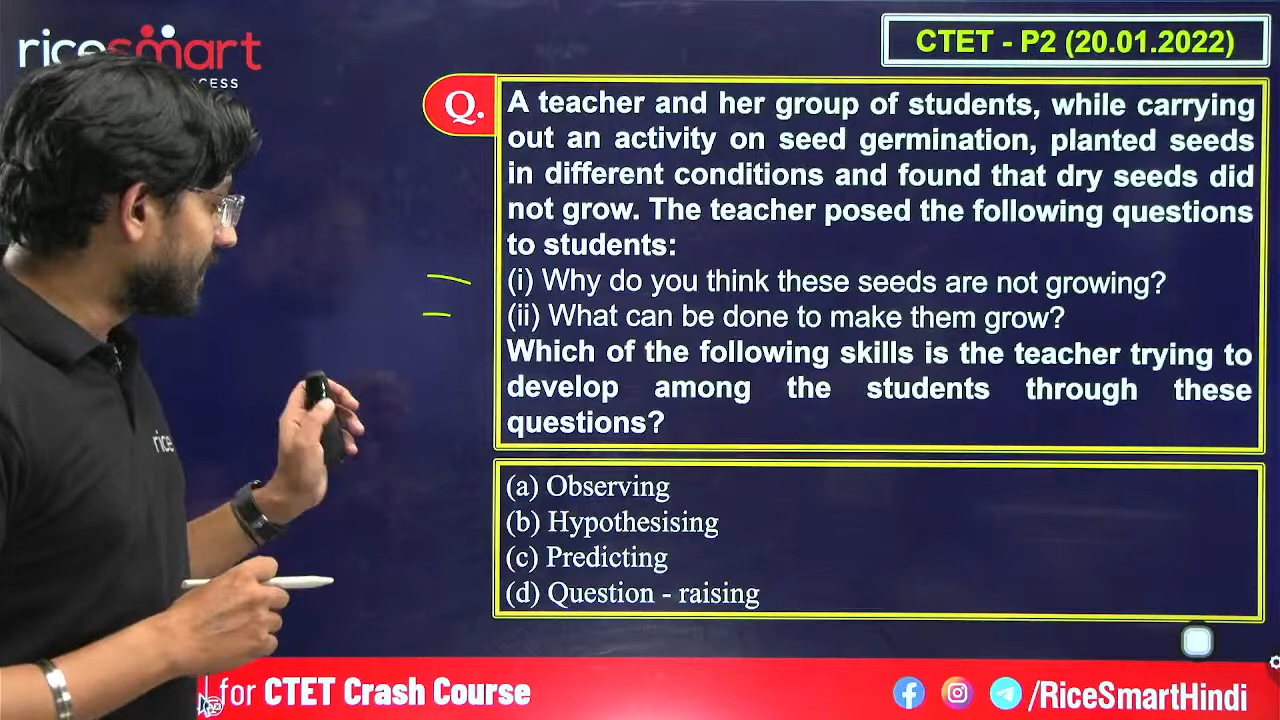 ricesmart
CESS
CTET - P2 (20.01.2022)
Q.
A teacher and her group of students, while carrying
out an activity on seed germination, planted seeds
in different conditions and found that dry seeds did
not grow. The teacher posed the following questions
to students:
(i) Why do you think these seeds are not growing?
(ii) What can be done to make them grow?
Which of the following skills is the teacher trying to
develop among the students through these
questions?
(a) Observing
(b) Hypothesising
(c) Predicting
(d) Question - raising
rice
for CTET Crash Course
/RiceSmartHindi